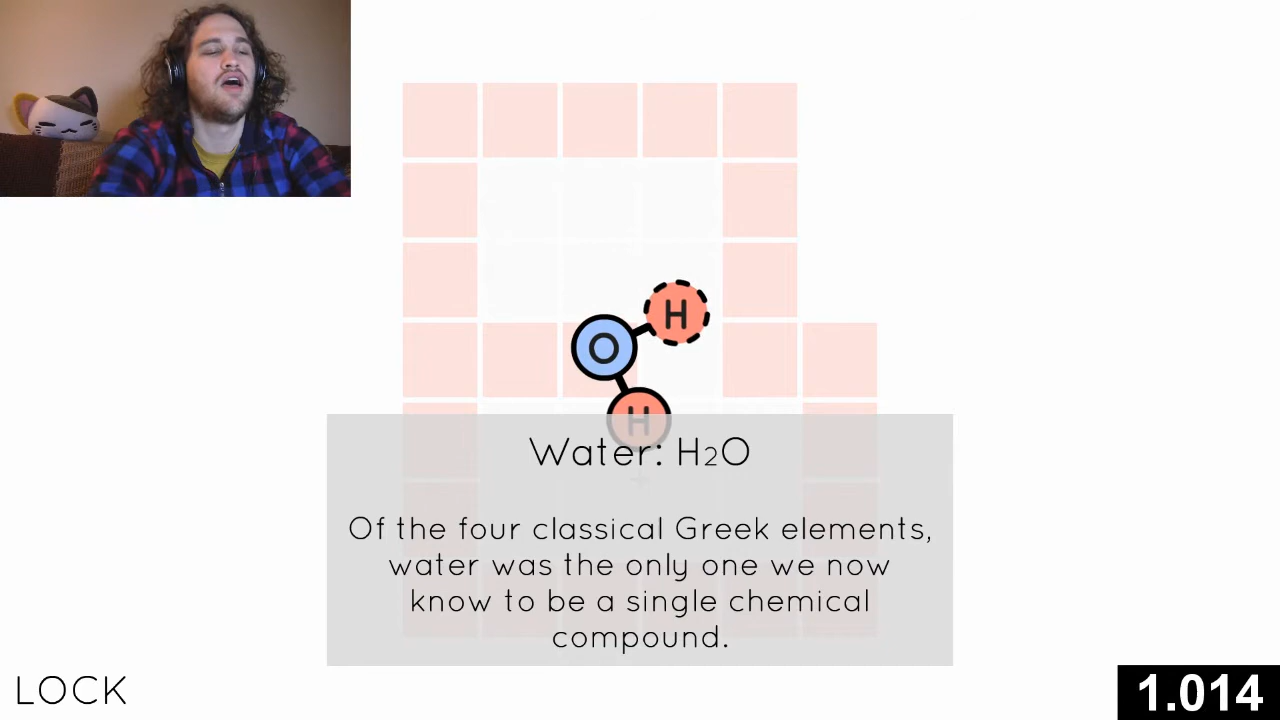 H
O
H
Water: H2O
Of the four classical Greek elements,
water was the only one we now
know to be a single chemical
compound.
LOCK
1.014